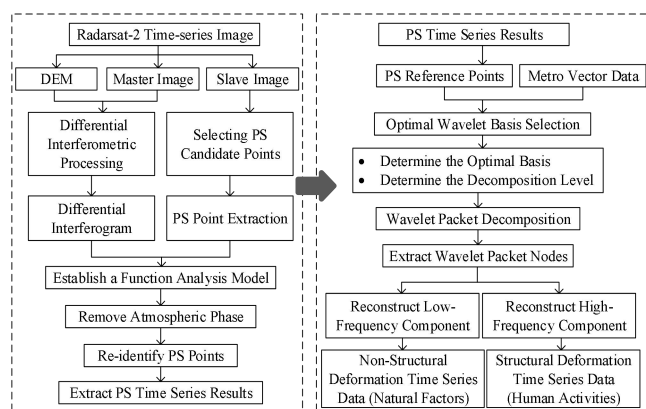 Radarsat-2 Time-series Image
DEM
Master Image
Slave Image
Differential
Interferometric
Processing
Selecting PS
Candidate Points
Differential
Interferogram
PS Point Extraction
Establish a Function Analysis Model
Remove Atmospheric Phase
Re-identify PS Points
Extract PS Time Series Results
PS Time Series Results
PS Reference Points
Metro Vector Data
Optimal Wavelet Basis Selection
• Determine the Optimal Basis
• Determine the Decomposition Level
Wavelet Packet Decomposition
Extract Wavelet Packet Nodes
Reconstruct Low-
Frequency Component
Reconstruct High-
Frequency Component
Non-Structural
Deformation Time Series
Data (Natural Factors)
Structural Deformation
Time Series Data
(Human Activities)